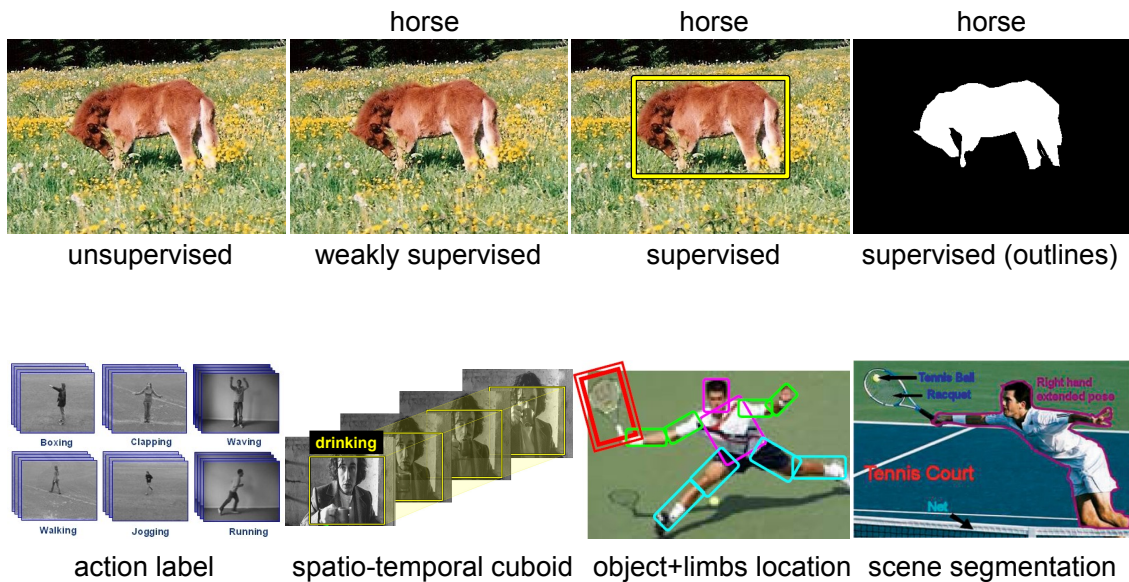 horse
horse
horse
unsupervised
weakly supervised
supervised
supervised (outlines)
Boxing
Clapping
Waving
Walking
Jogging
Running
drinking
Tennis Ball
Racquet
Right hand
extended pose
Tennis Court
Net
action label
spatio-temporal cuboid
object+limbs location
scene segmentation